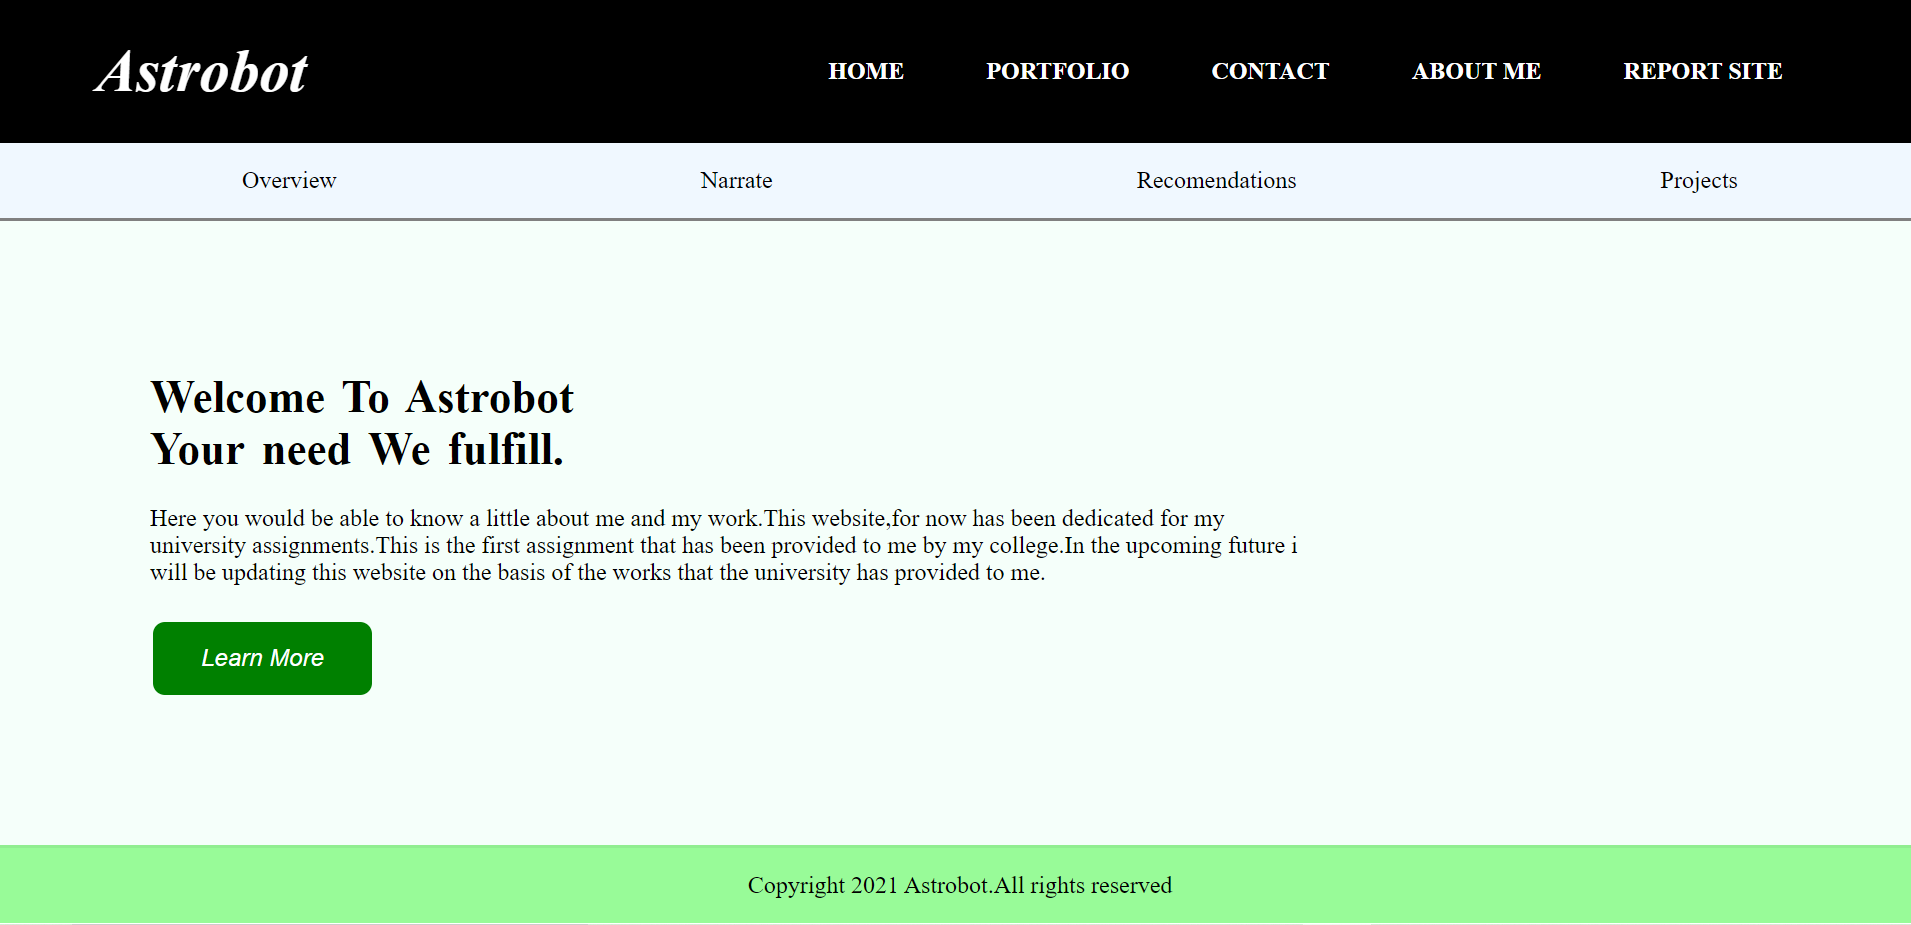 Astrobot
HOME PORTFOLIO CONTACT ABOUT ME REPORT SITE
Overview Narrate Recomendations Projects
Welcome To Astrobot
Your need We fulfill.
Here you would be able to know a little about me and my work.This website,for now has been dedicated for my
university assignments.This is the first assignment that has been provided to me by my college.In the upcoming future i
will be updating this website on the basis of the works that the university has provided to me.
Learn More
Copyright 2021 Astrobot.All rights reserved